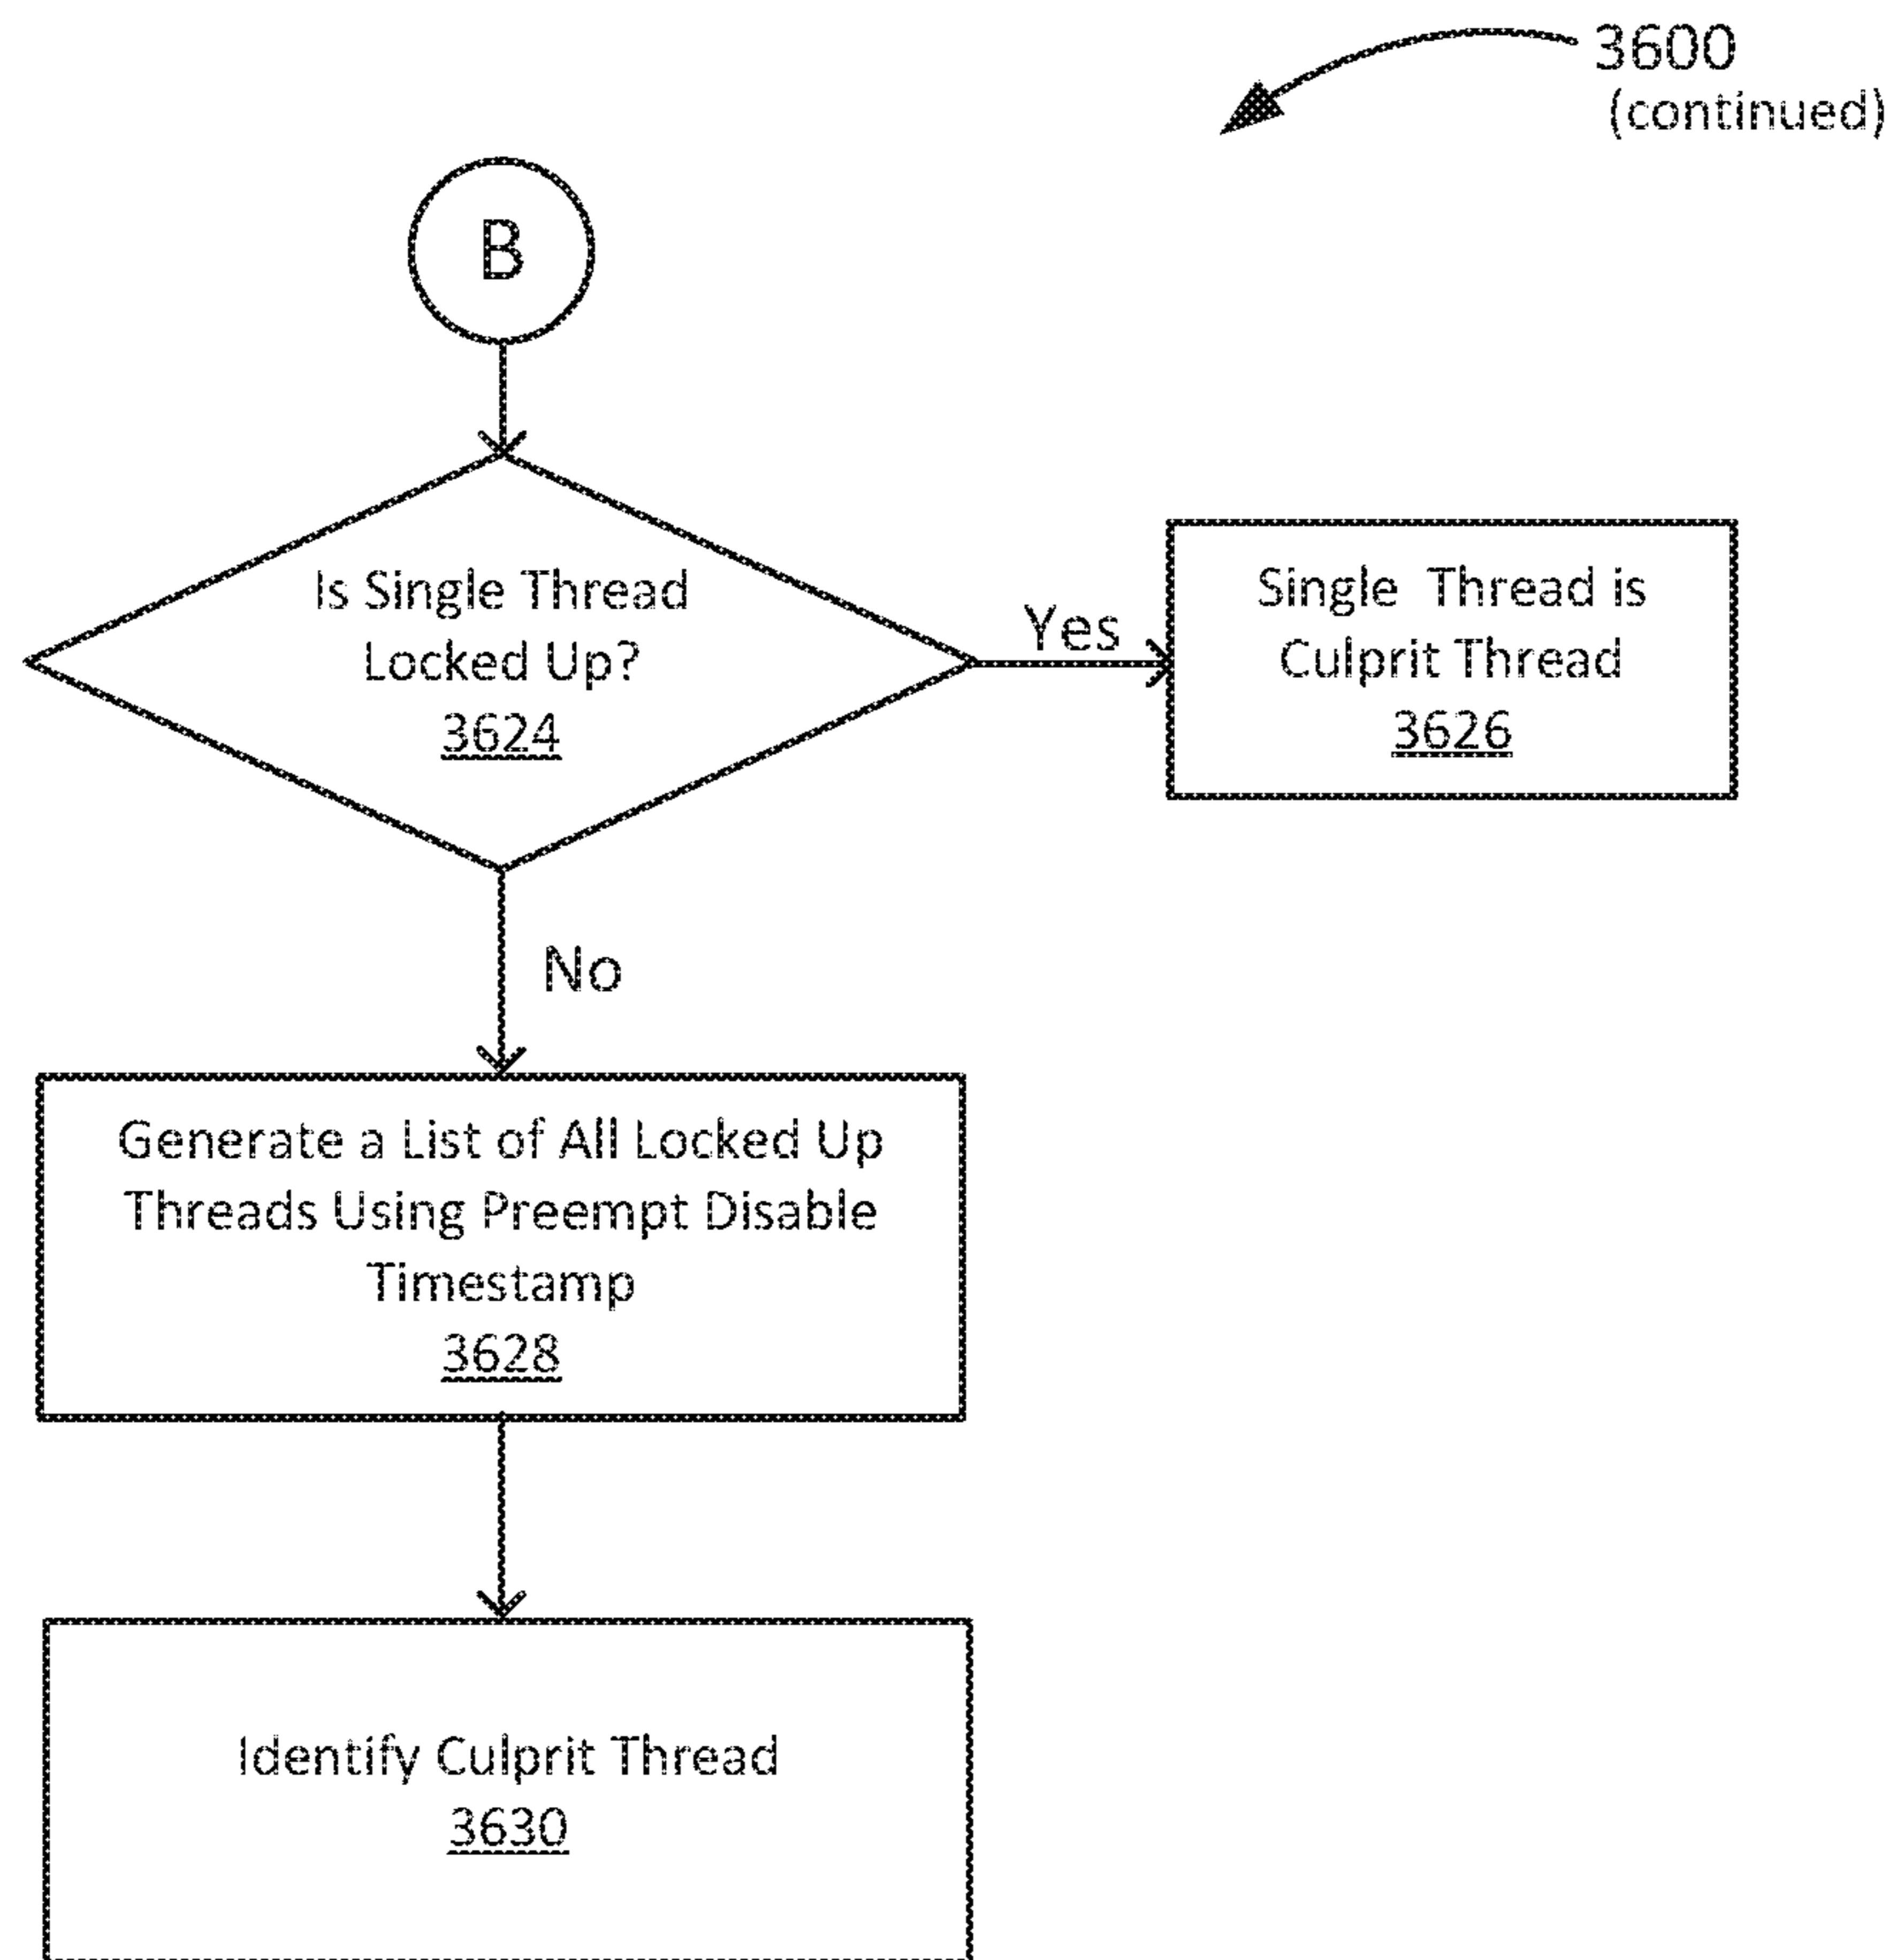 3600
(continued)
B
Is Single Thread
Locked Up?
3624
Yes
Single Thread is
Culprit Thread
3626
No
Generate a List of All Locked Up
Threads Using Preempt Disable
Timestamp
3628
Identify Culprit Thread
3630